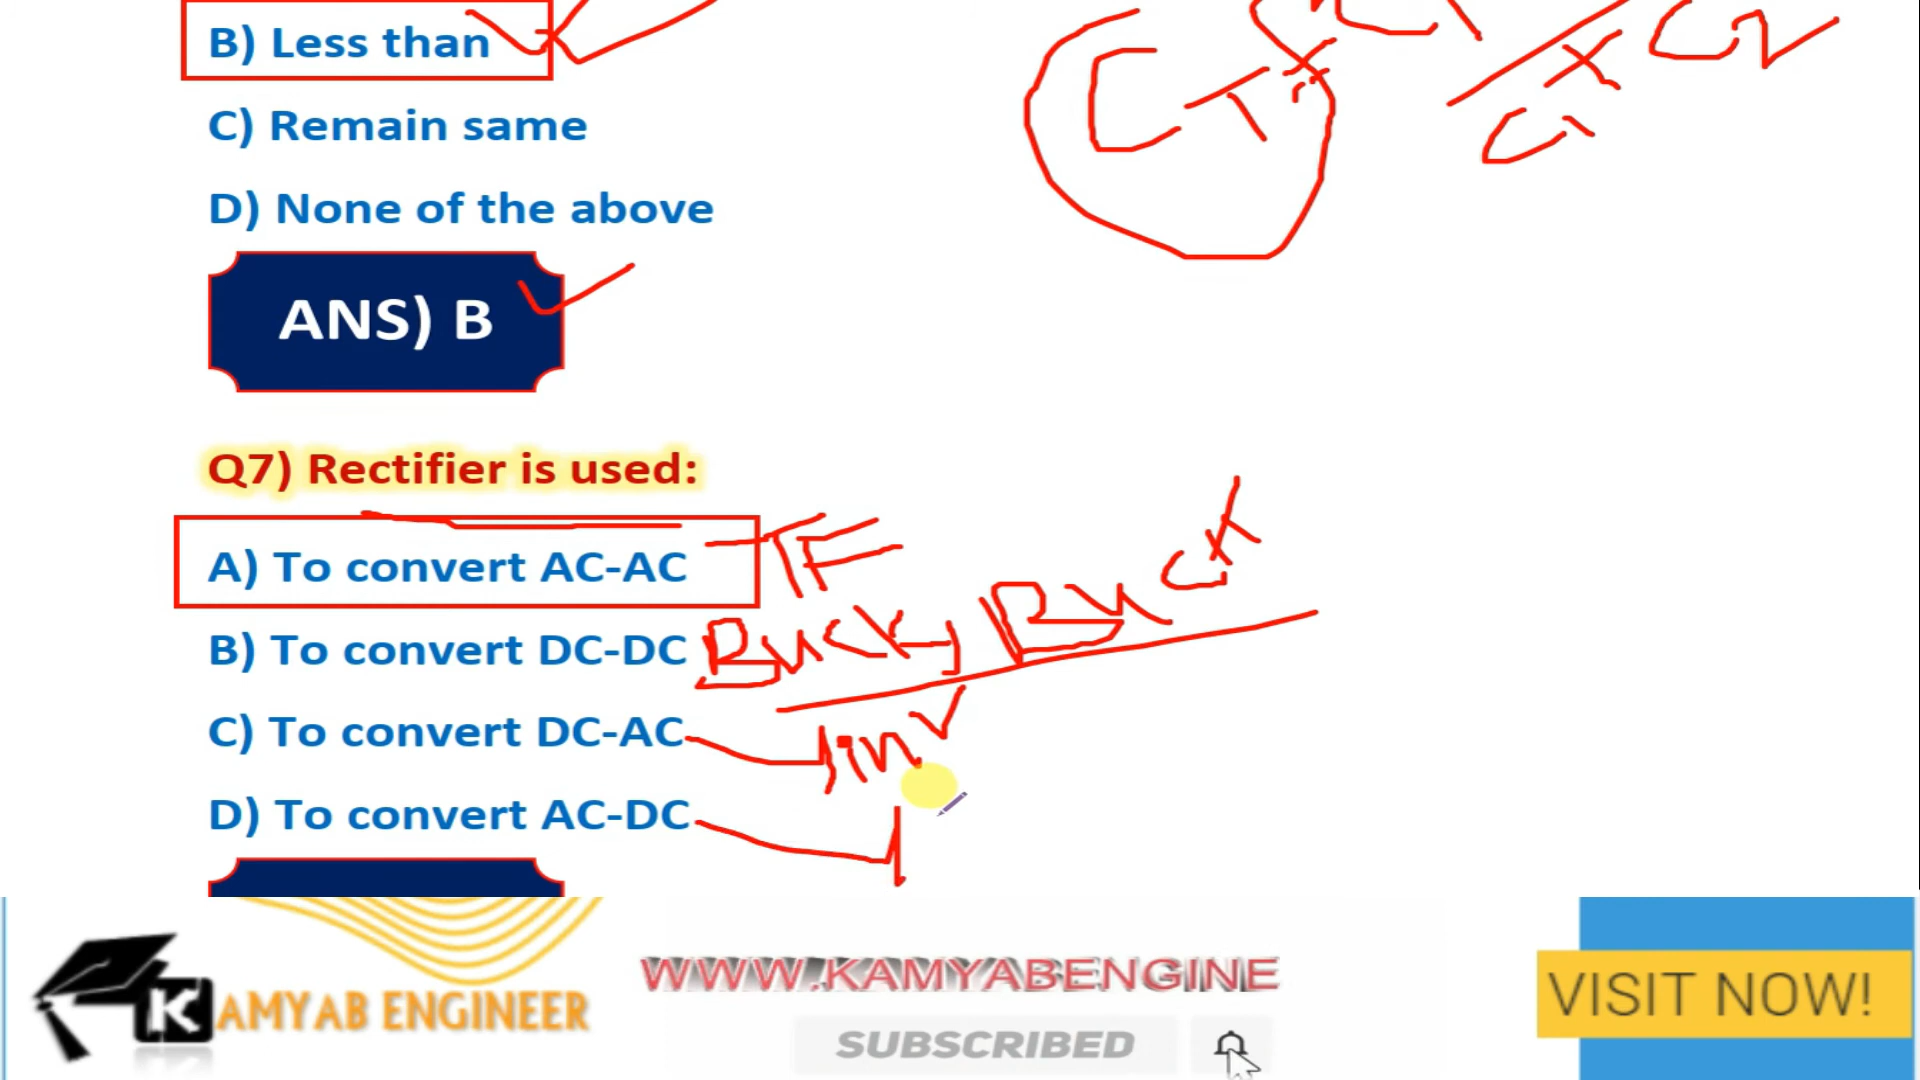 B) Less than
C) Remain same
D) None of the above
ANS) B
Q7) Rectifier is used:
A) To convert AC-AC
TF
B) To convert DC-DC
Buck, Buck
C) To convert DC-AC
inv
D) To convert AC-DC
KAMYAB ENGINEER
WWW.KAMYABENGINE
SUBSCRIBED
VISIT NOW!